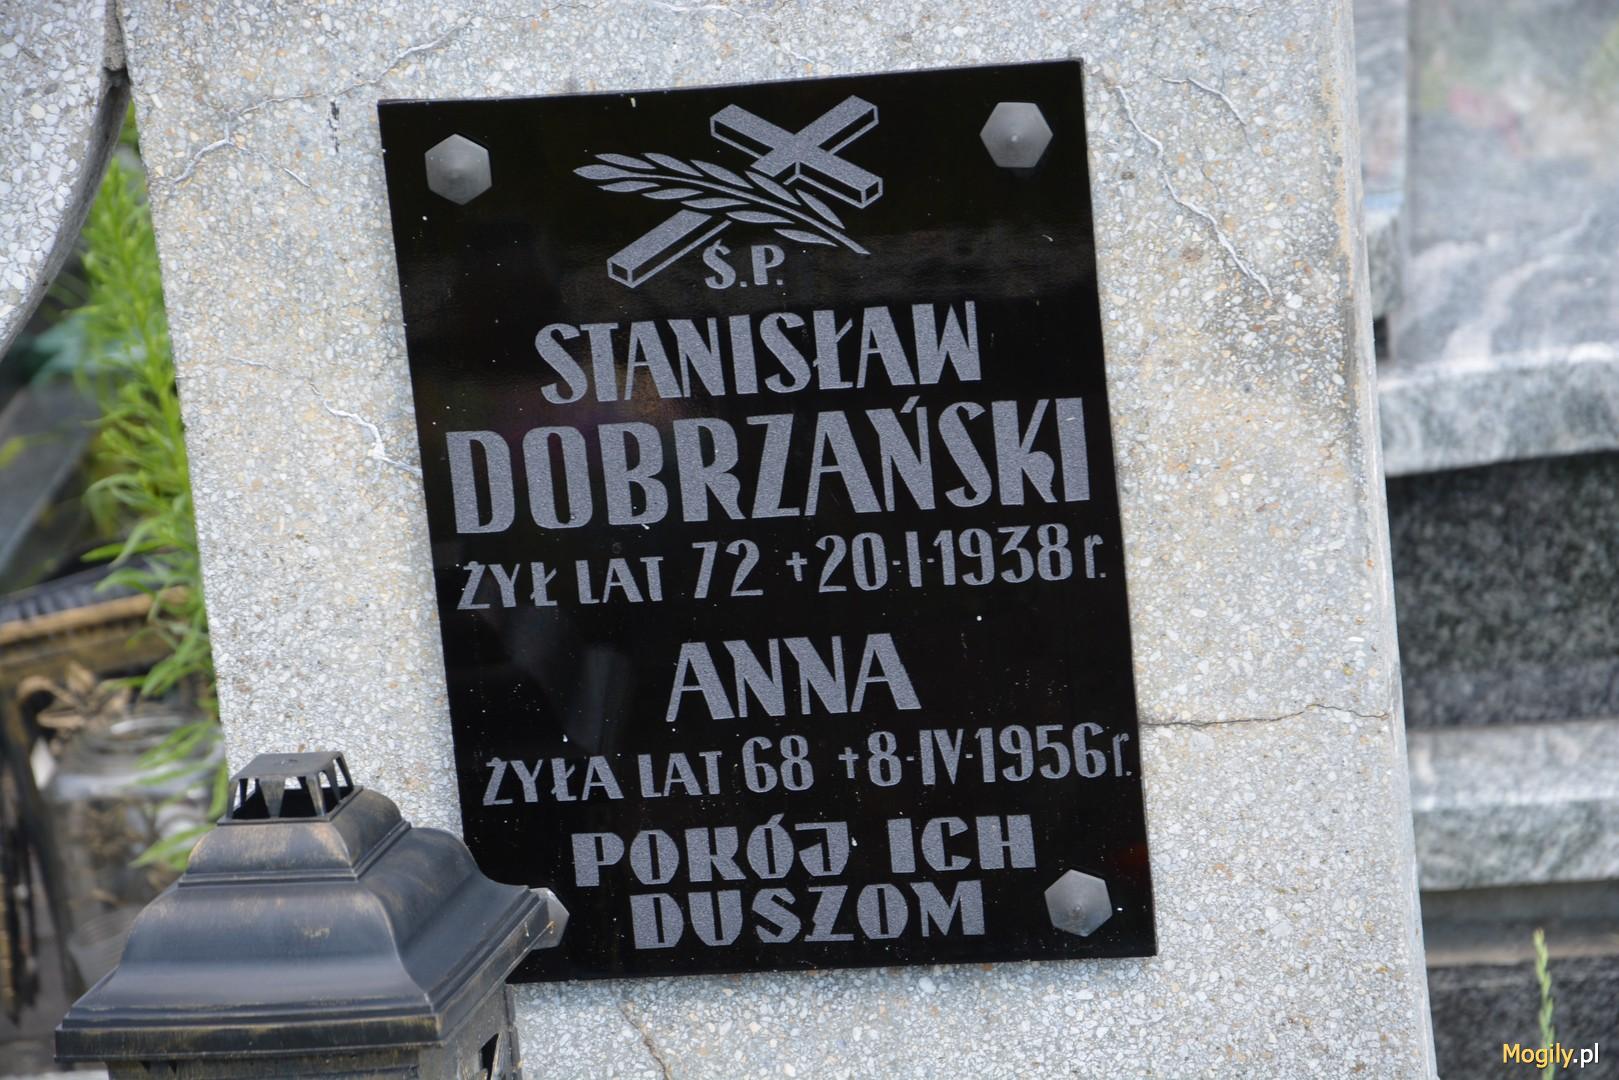 Ś.P.
STANISŁAW
DOBRZAŃSKI
ŻYŁ LAT 72 +20-I-1938 r.
ANNA
ŻYŁA LAT 68 +8-IV-1956 r.
POKÓJ ICH
DUSZOM
Mogily.pl